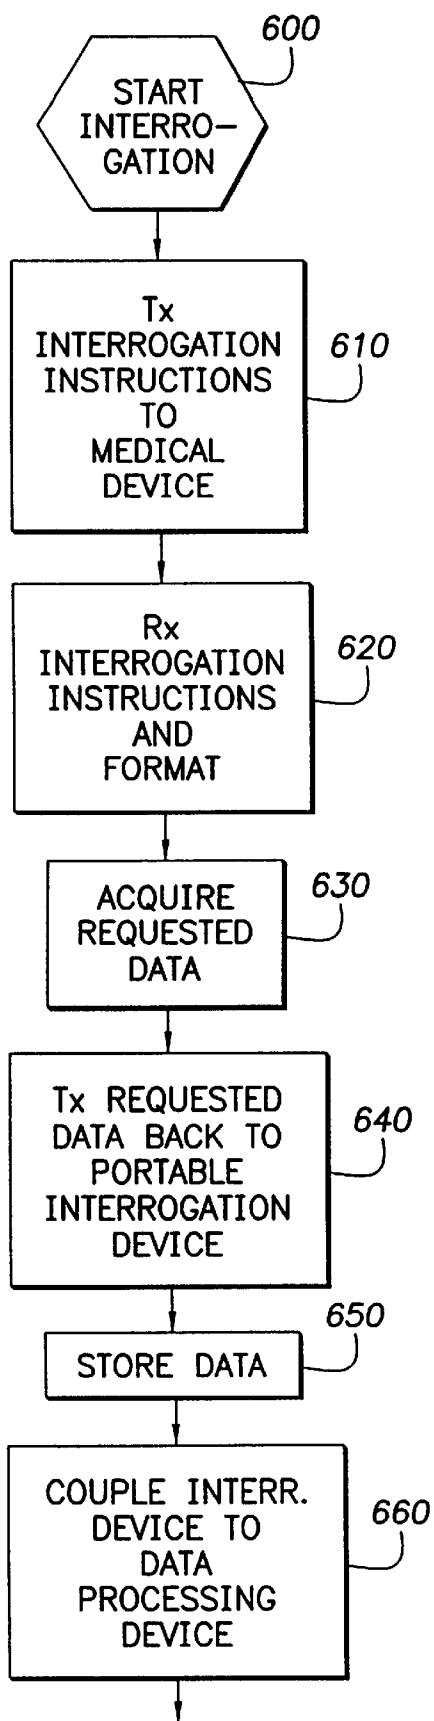 600
START
INTERRO-
GATION
Tx
INTERROGATION
INSTRUCTIONS
TO
MEDICAL
DEVICE
610
Rx
INTERROGATION
INSTRUCTIONS
AND
FORMAT
620
ACQUIRE
REQUESTED
DATA
630
Tx REQUESTED
DATA BACK TO
PORTABLE
INTERROGATION
DEVICE
640
STORE DATA
650
COUPLE INTERR.
DEVICE TO
DATA
PROCESSING
DEVICE
660